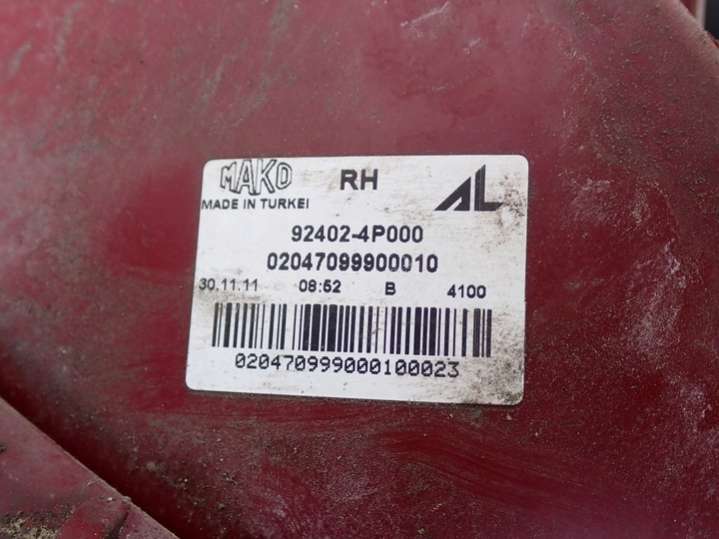 MAKO RH AL
MADE IN TURKEI
92402-4P000
02047099900010
30.11.11 08:52 B 4100
020470999000100023